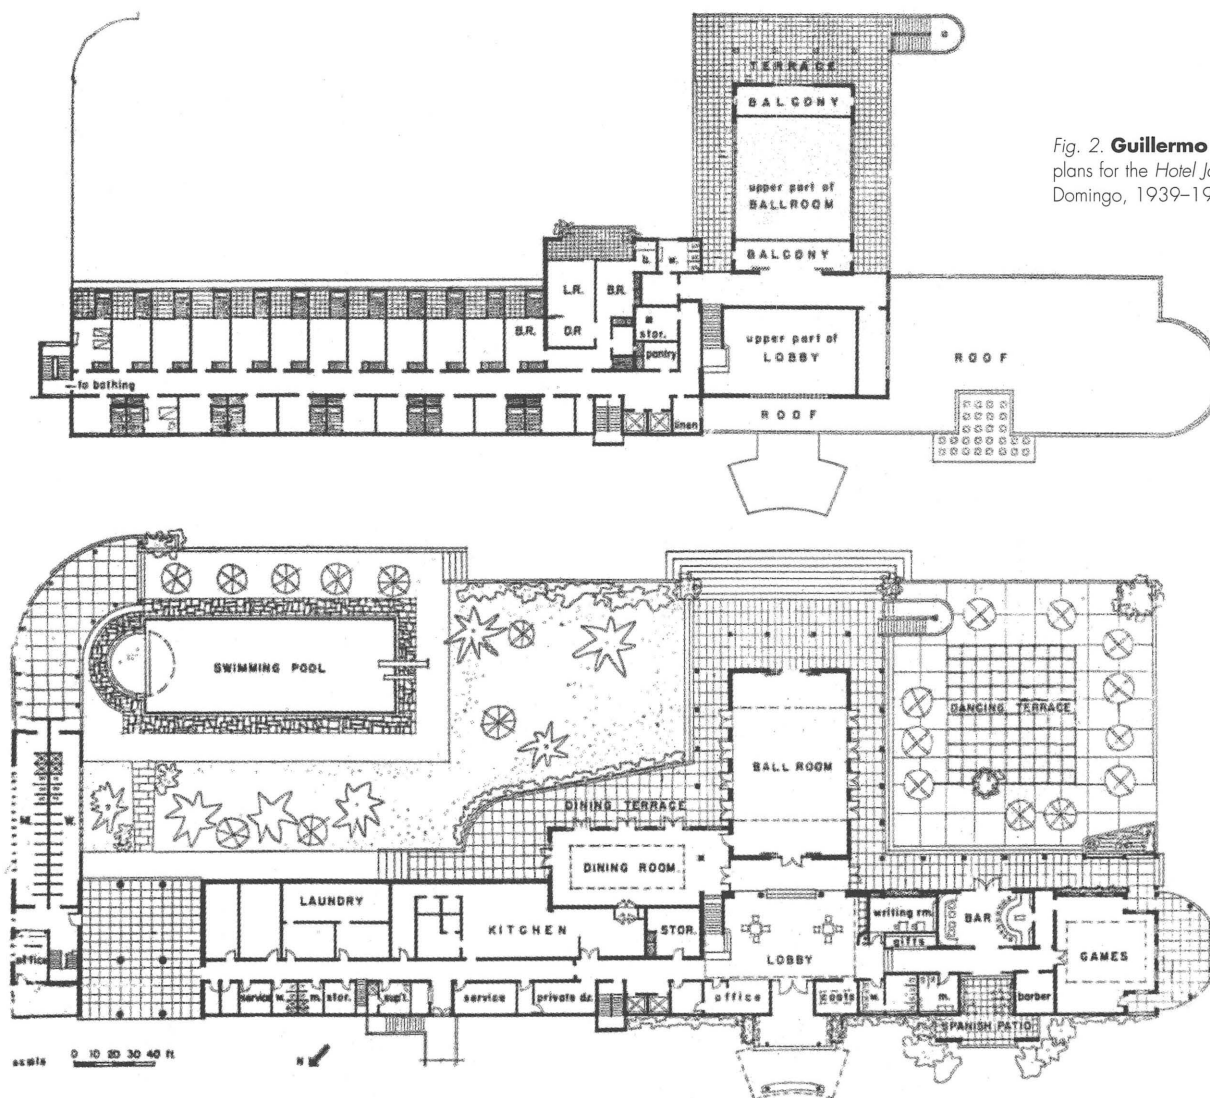 Fig. 2. Guillermo
plans for the Hotel Ja
Domingo, 1939–19
TERRACE
BALCONY
upper part of
BALLROOM
BALCONY
b.
w.
L.R.
B.R.
B.R.
D.R.
stor.
pantry
upper part of
LOBBY
ROOF
to bathing
linen
ROOF
SWIMMING POOL
DANCING TERRACE
BALL ROOM
DINING TERRACE
M.
W.
DINING ROOM
LAUNDRY
KITCHEN
STOR.
writing rm.
BAR
gifts
GAMES
LOBBY
office
service
w.
m.
stor.
sup't.
service
private d.r.
office
coats
w.
m.
barber
SPANISH PATIO
scale 0 10 20 30 40 ft.
N